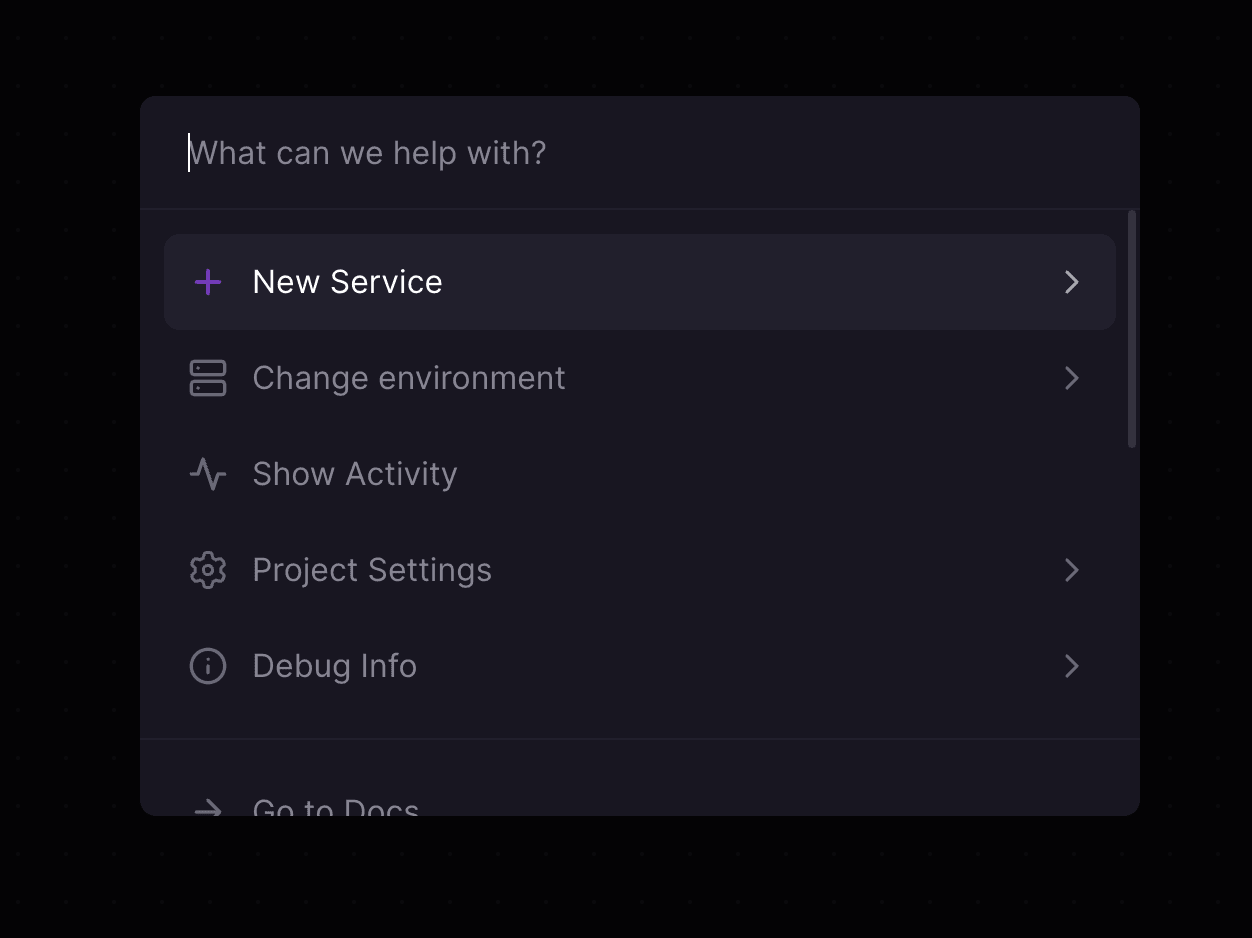 What can we help with?
New Service
Change environment
Show Activity
Project Settings
Debug Info
Go to Docs